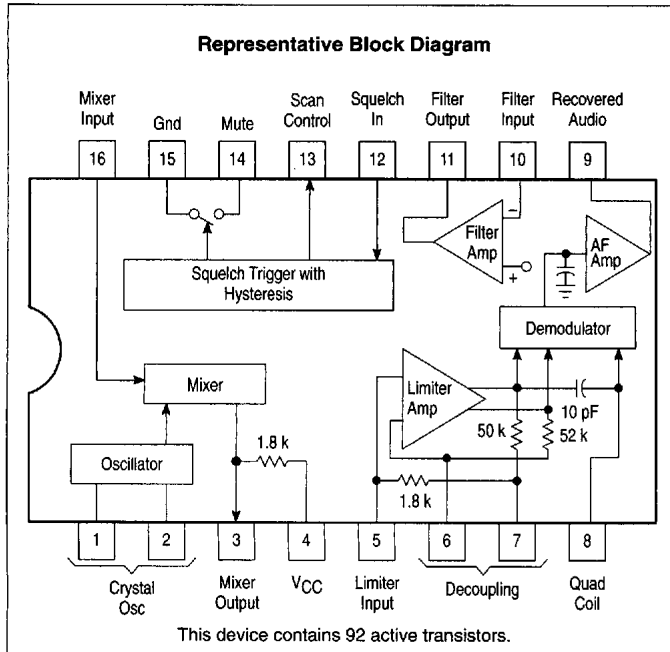 Representative Block Diagram
Mixer Input
Gnd
Mute
Scan Control
Squelch In
Filter Output
Filter Input
Recovered Audio
16
15
14
13
12
11
10
9
Filter Amp
−
+
AF Amp
Squelch Trigger with
Hysteresis
Demodulator
Mixer
Limiter Amp
10 pF
50 k
52 k
1.8 k
Oscillator
1.8 k
1
2
3
4
5
6
7
8
Crystal Osc
Mixer Output
VCC
Limiter Input
Decoupling
Quad Coil
This device contains 92 active transistors.